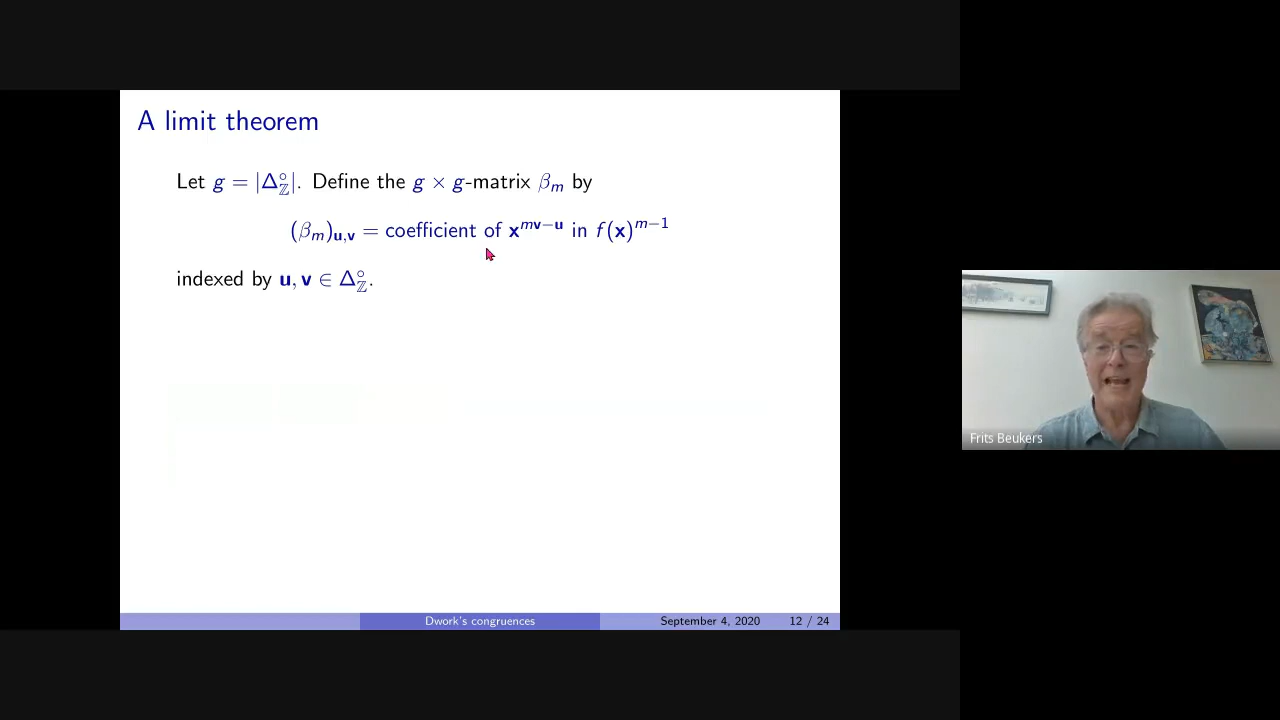 A limit theorem
Let g = |Δ°_ℤ|. Define the g × g-matrix β_m by
(β_m)_{u,v} = coefficient of x^{mv−u} in f(x)^{m−1}
indexed by u, v ∈ Δ°_ℤ.
Frits Beukers
Dwork's congruences September 4, 2020 12 / 24